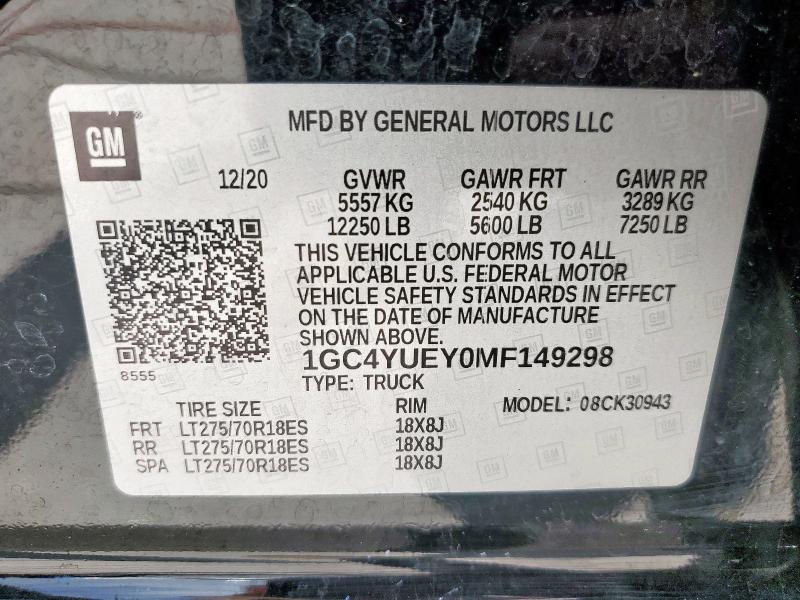 GM
MFD BY GENERAL MOTORS LLC
12/20 GVWR GAWR FRT GAWR RR
5557 KG 2540 KG 3289 KG
12250 LB 5600 LB 7250 LB
THIS VEHICLE CONFORMS TO ALL
APPLICABLE U.S. FEDERAL MOTOR
VEHICLE SAFETY STANDARDS IN EFFECT
ON THE DATE OF MANUFACTURE
SHOWN ABOVE.
1GC4YUEY0MF149298
8555
TYPE: TRUCK
TIRE SIZE RIM MODEL: 08CK30943
FRT LT275/70R18ES 18X8J
RR LT275/70R18ES 18X8J
SPA LT275/70R18ES 18X8J